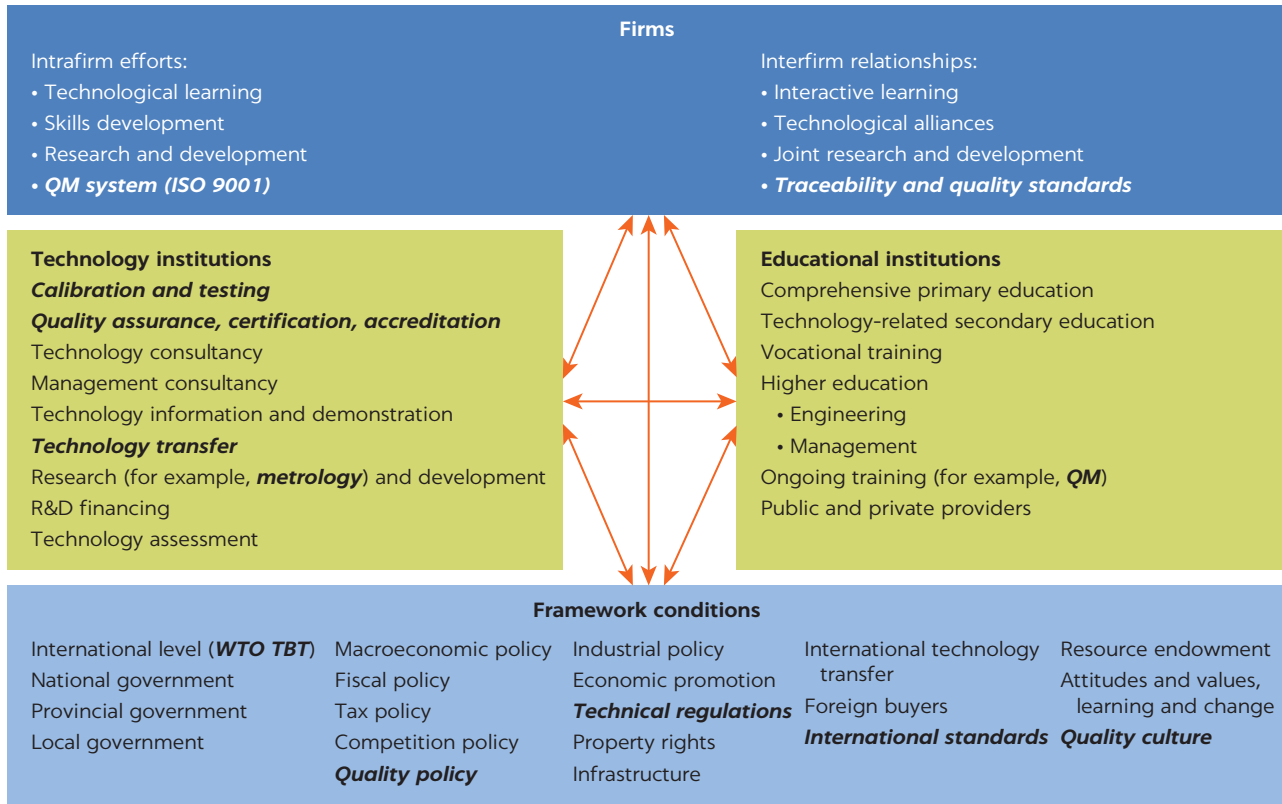 Firms
Intrafirm efforts:
• Technological learning
• Skills development
• Research and development
• QM system (ISO 9001)
Interfirm relationships:
• Interactive learning
• Technological alliances
• Joint research and development
• Traceability and quality standards
Technology institutions
Calibration and testing
Quality assurance, certification, accreditation
Technology consultancy
Management consultancy
Technology information and demonstration
Technology transfer
Research (for example, metrology) and development
R&D financing
Technology assessment
Educational institutions
Comprehensive primary education
Technology-related secondary education
Vocational training
Higher education
• Engineering
• Management
Ongoing training (for example, QM)
Public and private providers
Framework conditions
International level (WTO TBT)
National government
Provincial government
Local government
Macroeconomic policy
Fiscal policy
Tax policy
Competition policy
Quality policy
Industrial policy
Economic promotion
Technical regulations
Property rights
Infrastructure
International technology
transfer
Foreign buyers
International standards
Resource endowment
Attitudes and values,
learning and change
Quality culture